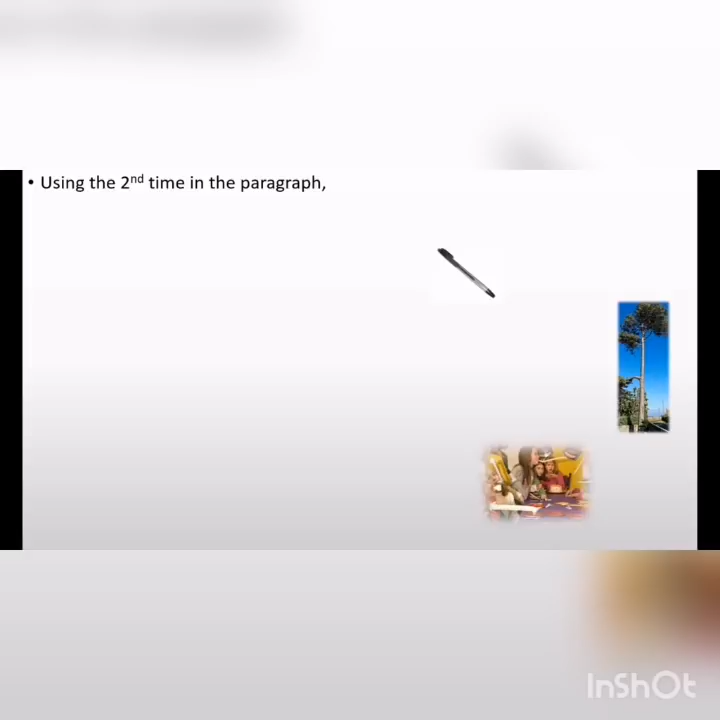 • Using the 2nd time in the paragraph,
InShOt